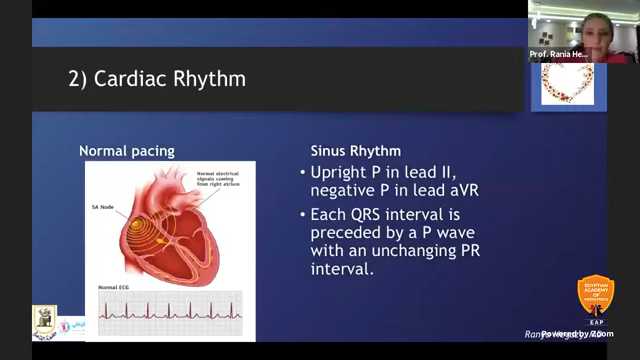 Prof. Rania He...
2) Cardiac Rhythm
Normal pacing
Normal electrical
signals coming
from right atrium
SA Node
Normal ECG
Sinus Rhythm
• Upright P in lead II,
negative P in lead aVR
• Each QRS interval is
preceded by a P wave
with an unchanging PR
interval.
EGYPTIAN
ACADEMY
OF
PEDIATRICS
EAP
Powered by Zoom